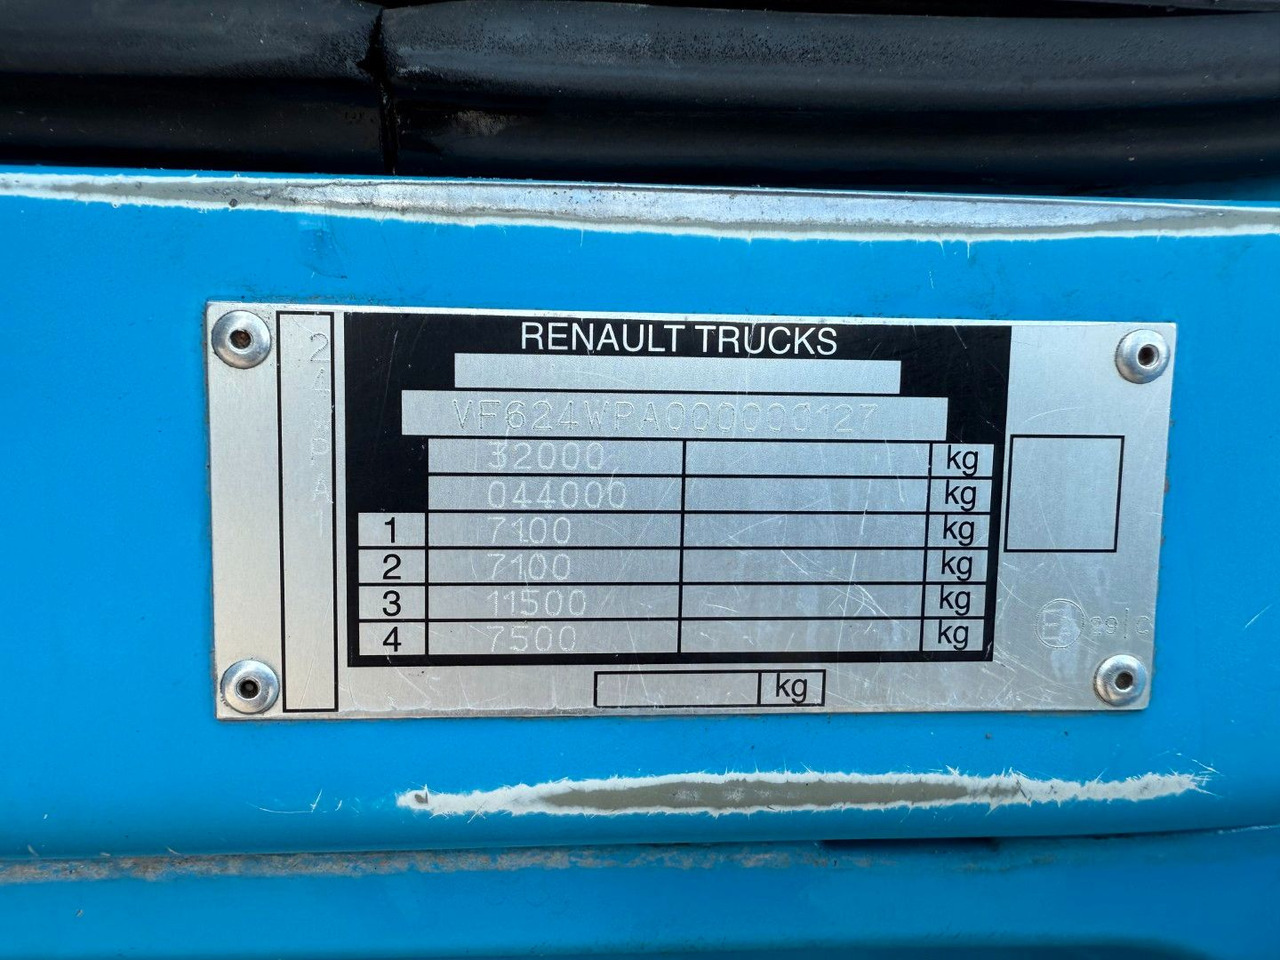 RENAULT TRUCKS
VF624WPA000000127
32000 kg
044000 kg
1 7100 kg
2 7100 kg
3 11500 kg
4 7500 kg
kg
24WPA1